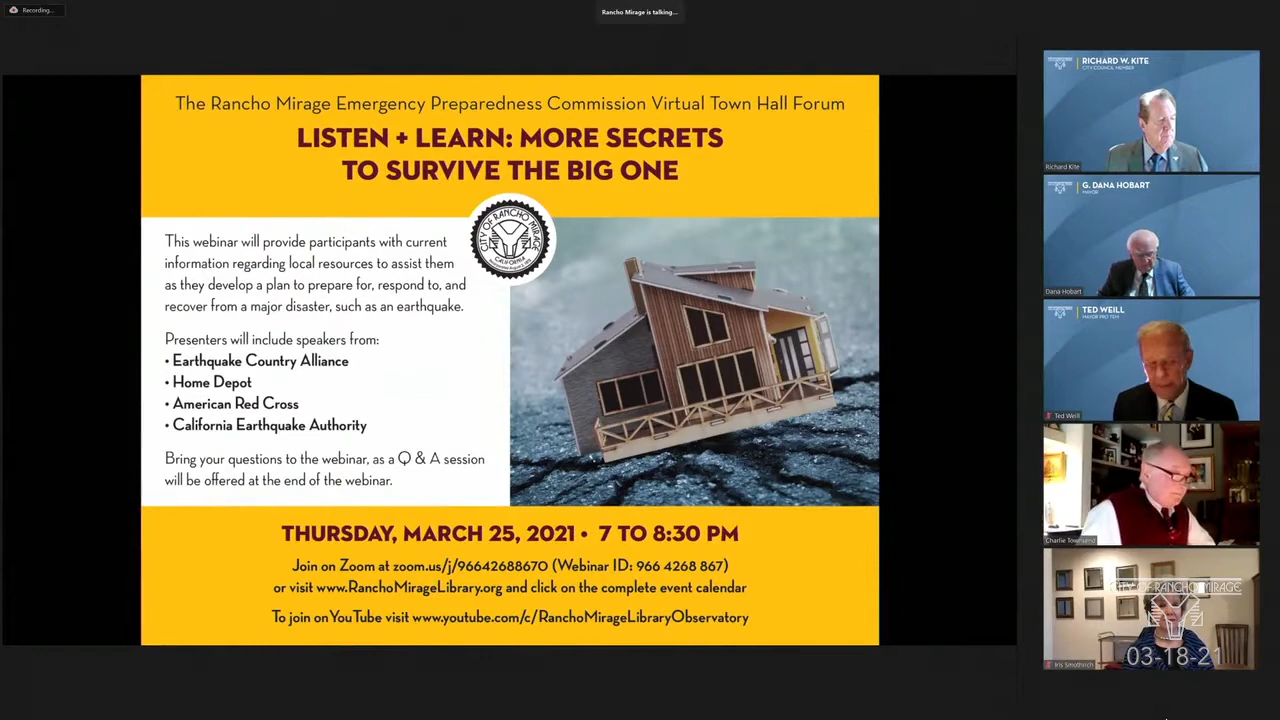 Recording...
Rancho Mirage is talking...
The Rancho Mirage Emergency Preparedness Commission Virtual Town Hall Forum
LISTEN + LEARN: MORE SECRETS
TO SURVIVE THE BIG ONE
CITY OF RANCHO MIRAGE
CALIFORNIA
This webinar will provide participants with current
information regarding local resources to assist them
as they develop a plan to prepare for, respond to, and
recover from a major disaster, such as an earthquake.
Presenters will include speakers from:
• Earthquake Country Alliance
• Home Depot
• American Red Cross
• California Earthquake Authority
Bring your questions to the webinar, as a Q & A session
will be offered at the end of the webinar.
THURSDAY, MARCH 25, 2021 • 7 TO 8:30 PM
Join on Zoom at zoom.us/j/96642688670 (Webinar ID: 966 4268 867)
or visit www.RanchoMirageLibrary.org and click on the complete event calendar
To join on YouTube visit www.youtube.com/c/RanchoMirageLibraryObservatory
RICHARD W. KITE
CITY COUNCIL MEMBER
Richard Kite
G. DANA HOBART
MAYOR
Dana Hobart
TED WEILL
MAYOR PRO TEM
Ted Weill
Charlie Townsend
CITY OF RANCHO MIRAGE
03-18-21
Iris Smotrich